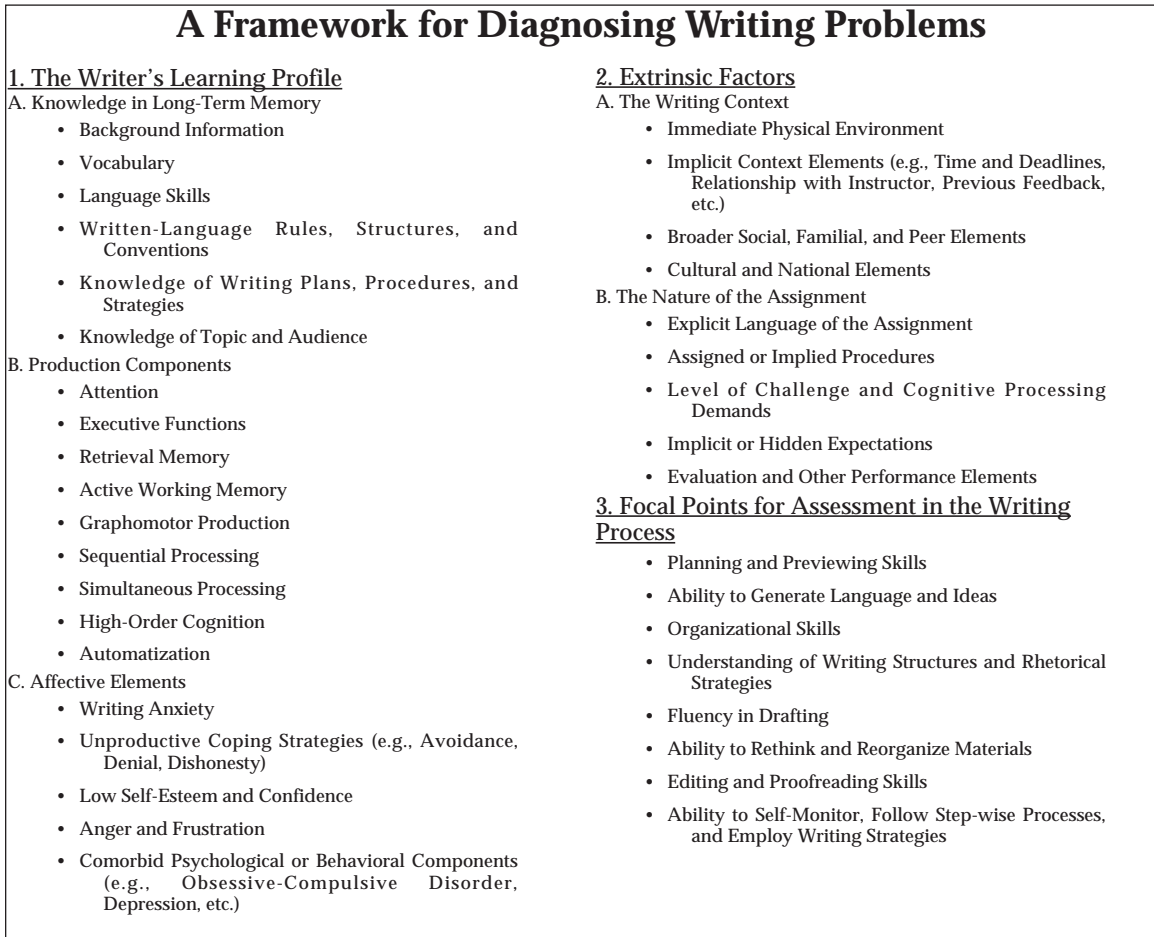 A Framework for Diagnosing Writing Problems
1. The Writer's Learning Profile
A. Knowledge in Long-Term Memory
• Background Information
• Vocabulary
• Language Skills
• Written-Language Rules, Structures, and
Conventions
• Knowledge of Writing Plans, Procedures, and
Strategies
• Knowledge of Topic and Audience
B. Production Components
• Attention
• Executive Functions
• Retrieval Memory
• Active Working Memory
• Graphomotor Production
• Sequential Processing
• Simultaneous Processing
• High-Order Cognition
• Automatization
C. Affective Elements
• Writing Anxiety
• Unproductive Coping Strategies (e.g., Avoidance,
Denial, Dishonesty)
• Low Self-Esteem and Confidence
• Anger and Frustration
• Comorbid Psychological or Behavioral Components
(e.g., Obsessive-Compulsive Disorder,
Depression, etc.)
2. Extrinsic Factors
A. The Writing Context
• Immediate Physical Environment
• Implicit Context Elements (e.g., Time and Deadlines,
Relationship with Instructor, Previous Feedback,
etc.)
• Broader Social, Familial, and Peer Elements
• Cultural and National Elements
B. The Nature of the Assignment
• Explicit Language of the Assignment
• Assigned or Implied Procedures
• Level of Challenge and Cognitive Processing
Demands
• Implicit or Hidden Expectations
• Evaluation and Other Performance Elements
3. Focal Points for Assessment in the Writing
Process
• Planning and Previewing Skills
• Ability to Generate Language and Ideas
• Organizational Skills
• Understanding of Writing Structures and Rhetorical
Strategies
• Fluency in Drafting
• Ability to Rethink and Reorganize Materials
• Editing and Proofreading Skills
• Ability to Self-Monitor, Follow Step-wise Processes,
and Employ Writing Strategies